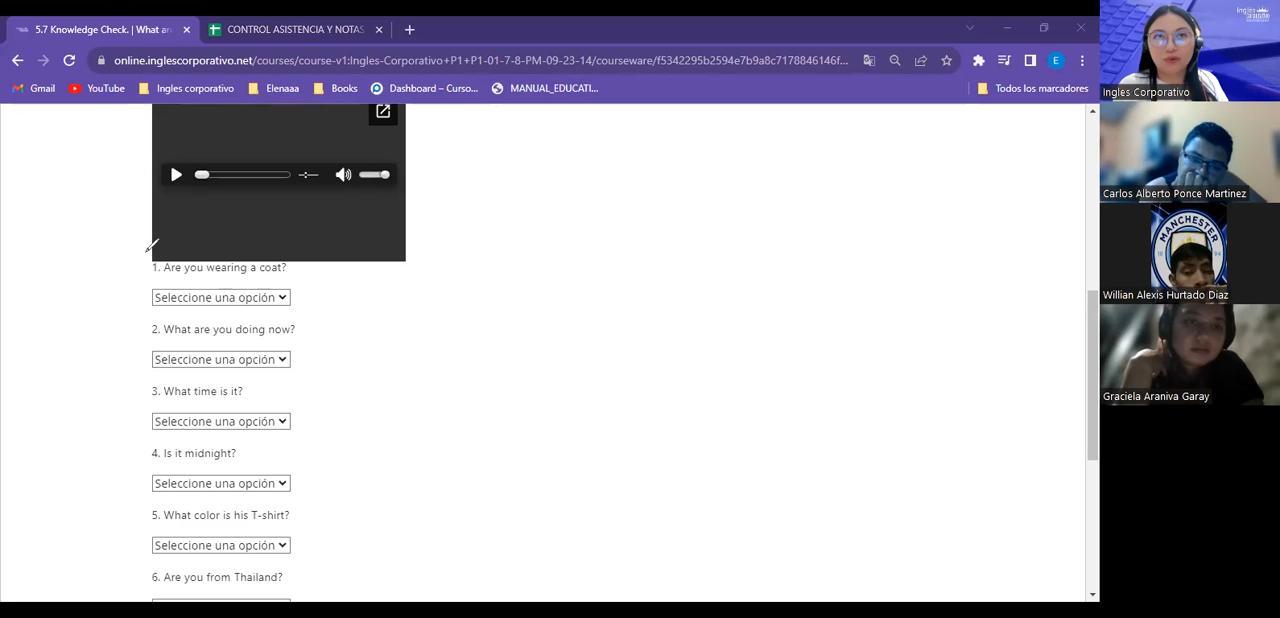 5.7 Knowledge Check. | What are
CONTROL ASISTENCIA Y NOTAS
online.inglescorporativo.net/courses/course-v1:Ingles-Corporativo+P1+P1-01-7-8-PM-09-23-14/courseware/f5342295b2594e7b9a8c7178846146f...
E
Gmail
YouTube
Ingles corporativo
Elenaaa
Books
Dashboard – Curso...
MANUAL_EDUCATI...
Todos los marcadores
1. Are you wearing a coat?
Seleccione una opción
2. What are you doing now?
Seleccione una opción
3. What time is it?
Seleccione una opción
4. Is it midnight?
Seleccione una opción
5. What color is his T-shirt?
Seleccione una opción
6. Are you from Thailand?
Ingles Corporativo
Carlos Alberto Ponce Martinez
MANCHESTER
Willian Alexis Hurtado Diaz
Graciela Araniva Garay